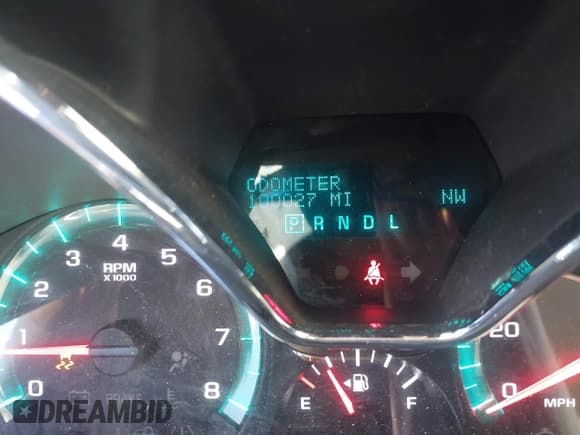 ODOMETER
100027 MI NW
P R N D L
0 1 2 3 4 5 6 7 8
RPM
X 1000
E F
0 20
MPH
DREAMBID